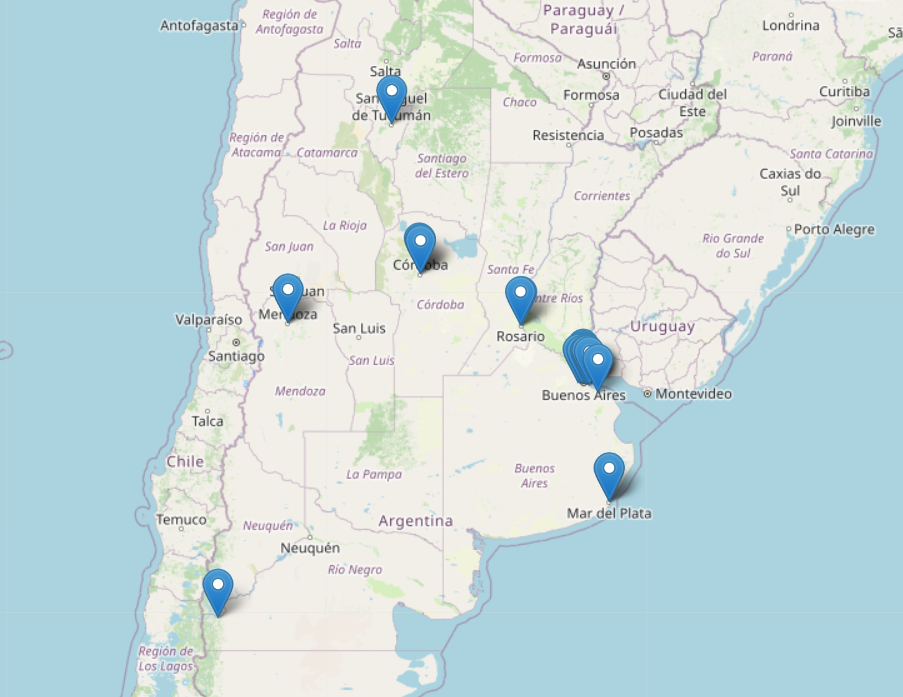 Paraguay /
Paraguái
Región de
Antofagasta
Antofagasta
Londrina
Salta
Paraná
Formosa
Asunción
Salta
Formosa
Ciudad del
Este
Curitiba
Chaco
de Tucumán
Joinville
Resistencia
Posadas
Región de
Atacama
Catamarca
Santiago
del Estero
Santa Catarina
Caxias do
Sul
Corrientes
La Rioja
Porto Alegre
San Juan
Rio Grande
do Sul
Córdoba
Santa Fe
Entre Ríos
Córdoba
Mendoza
Valparaíso
San Luis
Rosario
Uruguay
Santiago
San Luis
Mendoza
Buenos Aires
Montevideo
Talca
Chile
La Pampa
Buenos
Aires
Mar del Plata
Temuco
Neuquén
Argentina
Neuquén
Río Negro
Región de
Los Lagos